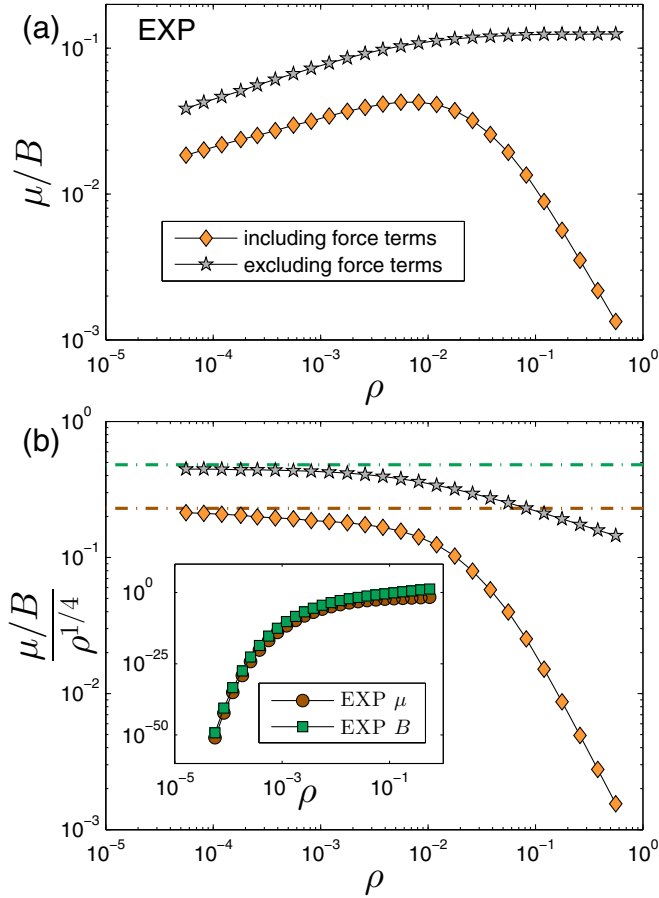 (a) EXP
10⁻¹
10⁻²
10⁻³
μ/B
including force terms
excluding force terms
10⁻⁵ 10⁻⁴ 10⁻³ 10⁻² 10⁻¹ 10⁰
ρ
(b)
10⁰
10⁻¹
10⁻²
10⁻³
μ/B
ρ^{1/4}
10⁰
10⁻²⁵
10⁻⁵⁰
EXP μ
EXP B
10⁻⁵ 10⁻³ 10⁻¹
ρ
10⁻⁵ 10⁻⁴ 10⁻³ 10⁻² 10⁻¹ 10⁰
ρ